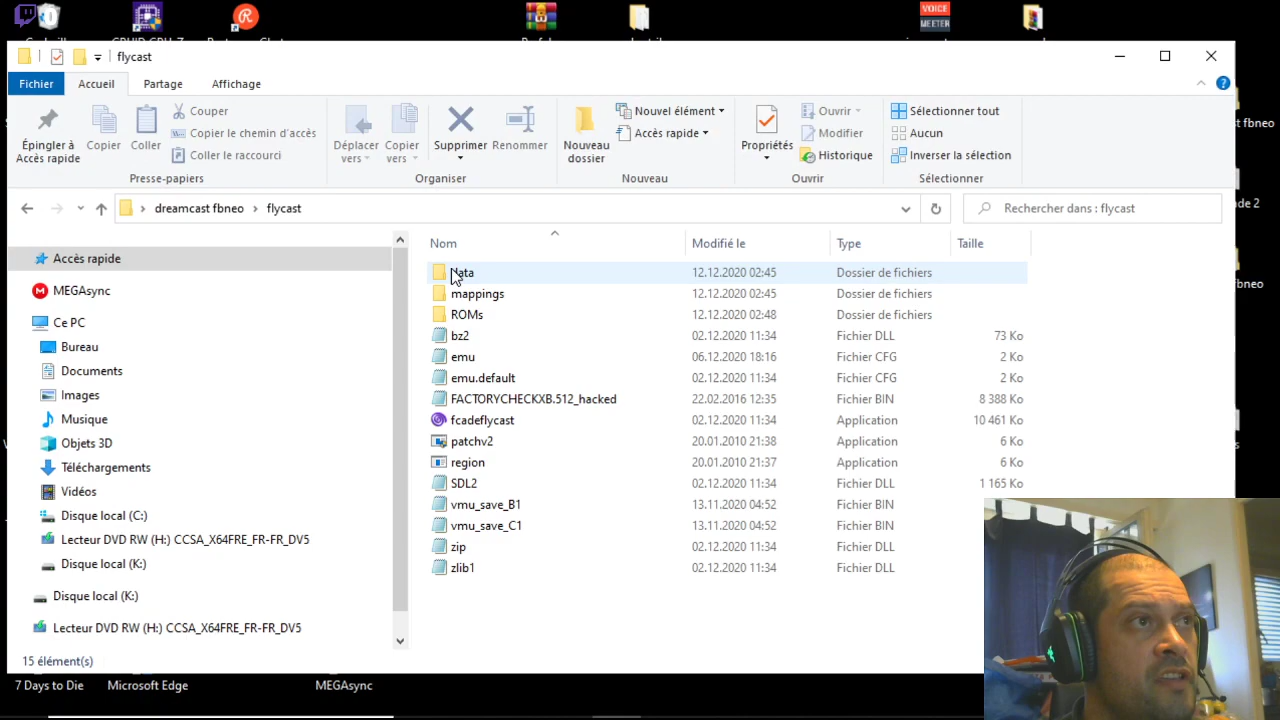 VOICE
MEETER
flycast
Fichier
Accueil
Partage
Affichage
Épingler à
Accès rapide
Copier
Coller
Couper
Copier le chemin d'accès
Coller le raccourci
Presse-papiers
Déplacer
vers
Copier
vers
Supprimer
Renommer
Organiser
Nouveau
dossier
Nouvel élément
Accès rapide
Nouveau
Propriétés
Ouvrir
Modifier
Historique
Ouvrir
Sélectionner tout
Aucun
Inverser la sélection
Sélectionner
dreamcast fbneo
flycast
Rechercher dans : flycast
Accès rapide
MEGAsync
Ce PC
Bureau
Documents
Images
Musique
Objets 3D
Téléchargements
Vidéos
Disque local (C:)
Lecteur DVD RW (H:) CCSA_X64FRE_FR-FR_DV5
Disque local (K:)
Disque local (K:)
Lecteur DVD RW (H:) CCSA_X64FRE_FR-FR_DV5
Nom Modifié le Type Taille
data 12.12.2020 02:45 Dossier de fichiers
mappings 12.12.2020 02:45 Dossier de fichiers
ROMs 12.12.2020 02:48 Dossier de fichiers
bz2 02.12.2020 11:34 Fichier DLL 73 Ko
emu 06.12.2020 18:16 Fichier CFG 2 Ko
emu.default 02.12.2020 11:34 Fichier CFG 2 Ko
FACTORYCHECKXB.512_hacked 22.02.2016 12:35 Fichier BIN 8 388 Ko
fcadeflycast 02.12.2020 11:34 Application 10 461 Ko
patchv2 20.01.2010 21:38 Application 6 Ko
region 20.01.2010 21:37 Application 6 Ko
SDL2 02.12.2020 11:34 Fichier DLL 1 165 Ko
vmu_save_B1 13.11.2020 04:52 Fichier BIN
vmu_save_C1 13.11.2020 04:52 Fichier BIN
zip 02.12.2020 11:34 Fichier DLL
zlib1 02.12.2020 11:34 Fichier DLL
15 élément(s)
7 Days to Die
Microsoft Edge
MEGAsync